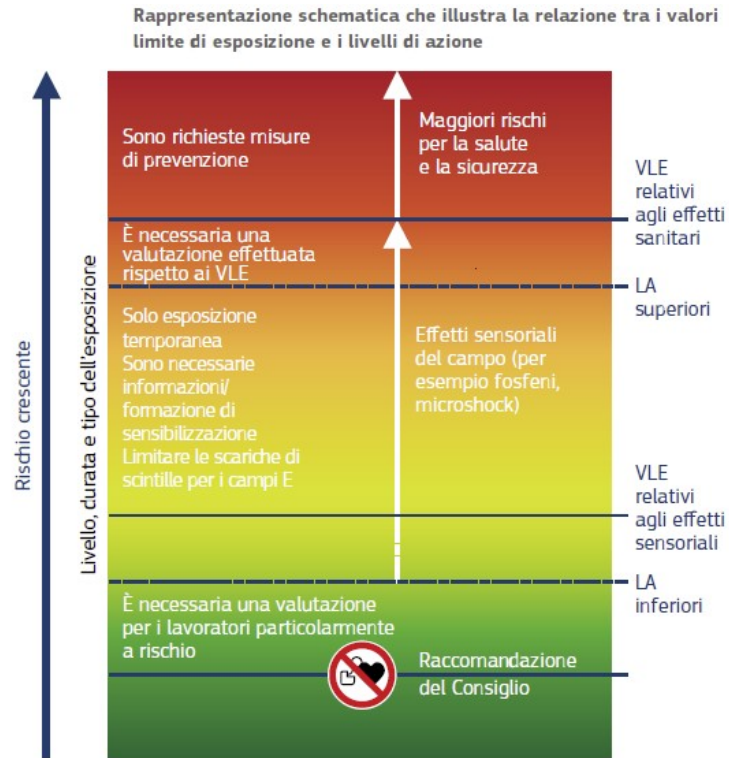 Rappresentazione schematica che illustra la relazione tra i valori
limite di esposizione e i livelli di azione
Rischio crescente
Livello, durata e tipo dell'esposizione
Sono richieste misure
di prevenzione
Maggiori rischi
per la salute
e la sicurezza
VLE
relativi
agli effetti
sanitari
È necessaria una
valutazione effettuata
rispetto ai VLE
LA
superiori
Solo esposizione
temporanea
Sono necessarie
informazioni/
formazione di
sensibilizzazione
Limitare le scariche di
scintille per i campi E
Effetti sensoriali
del campo (per
esempio fosfeni,
microshock)
VLE
relativi
agli effetti
sensoriali
LA
inferiori
È necessaria una valutazione
per i lavoratori particolarmente
a rischio
Raccomandazione
del Consiglio